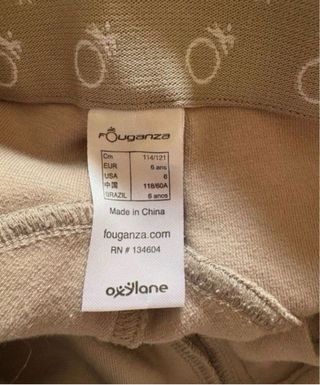 Fouganza
Cm 114/121
EUR 6 ans
USA 6
中国 118/60A
BRAZIL 6 anos
Made in China
fouganza.com
RN # 134604
oxylane